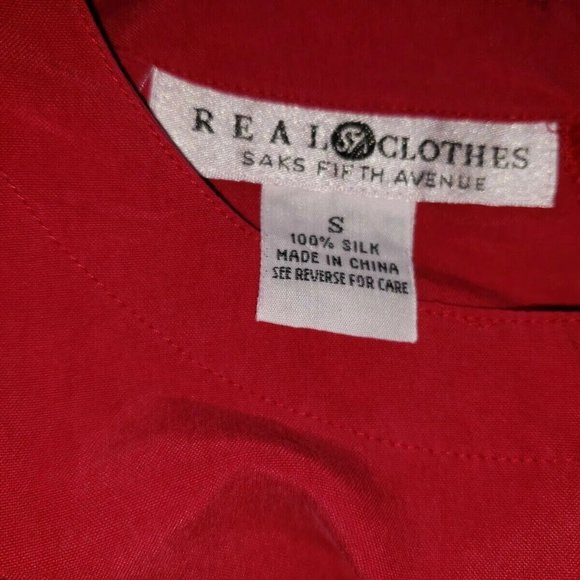 REAL S CLOTHES
SAKS FIFTH AVENUE
S
100% SILK
MADE IN CHINA
SEE REVERSE FOR CARE